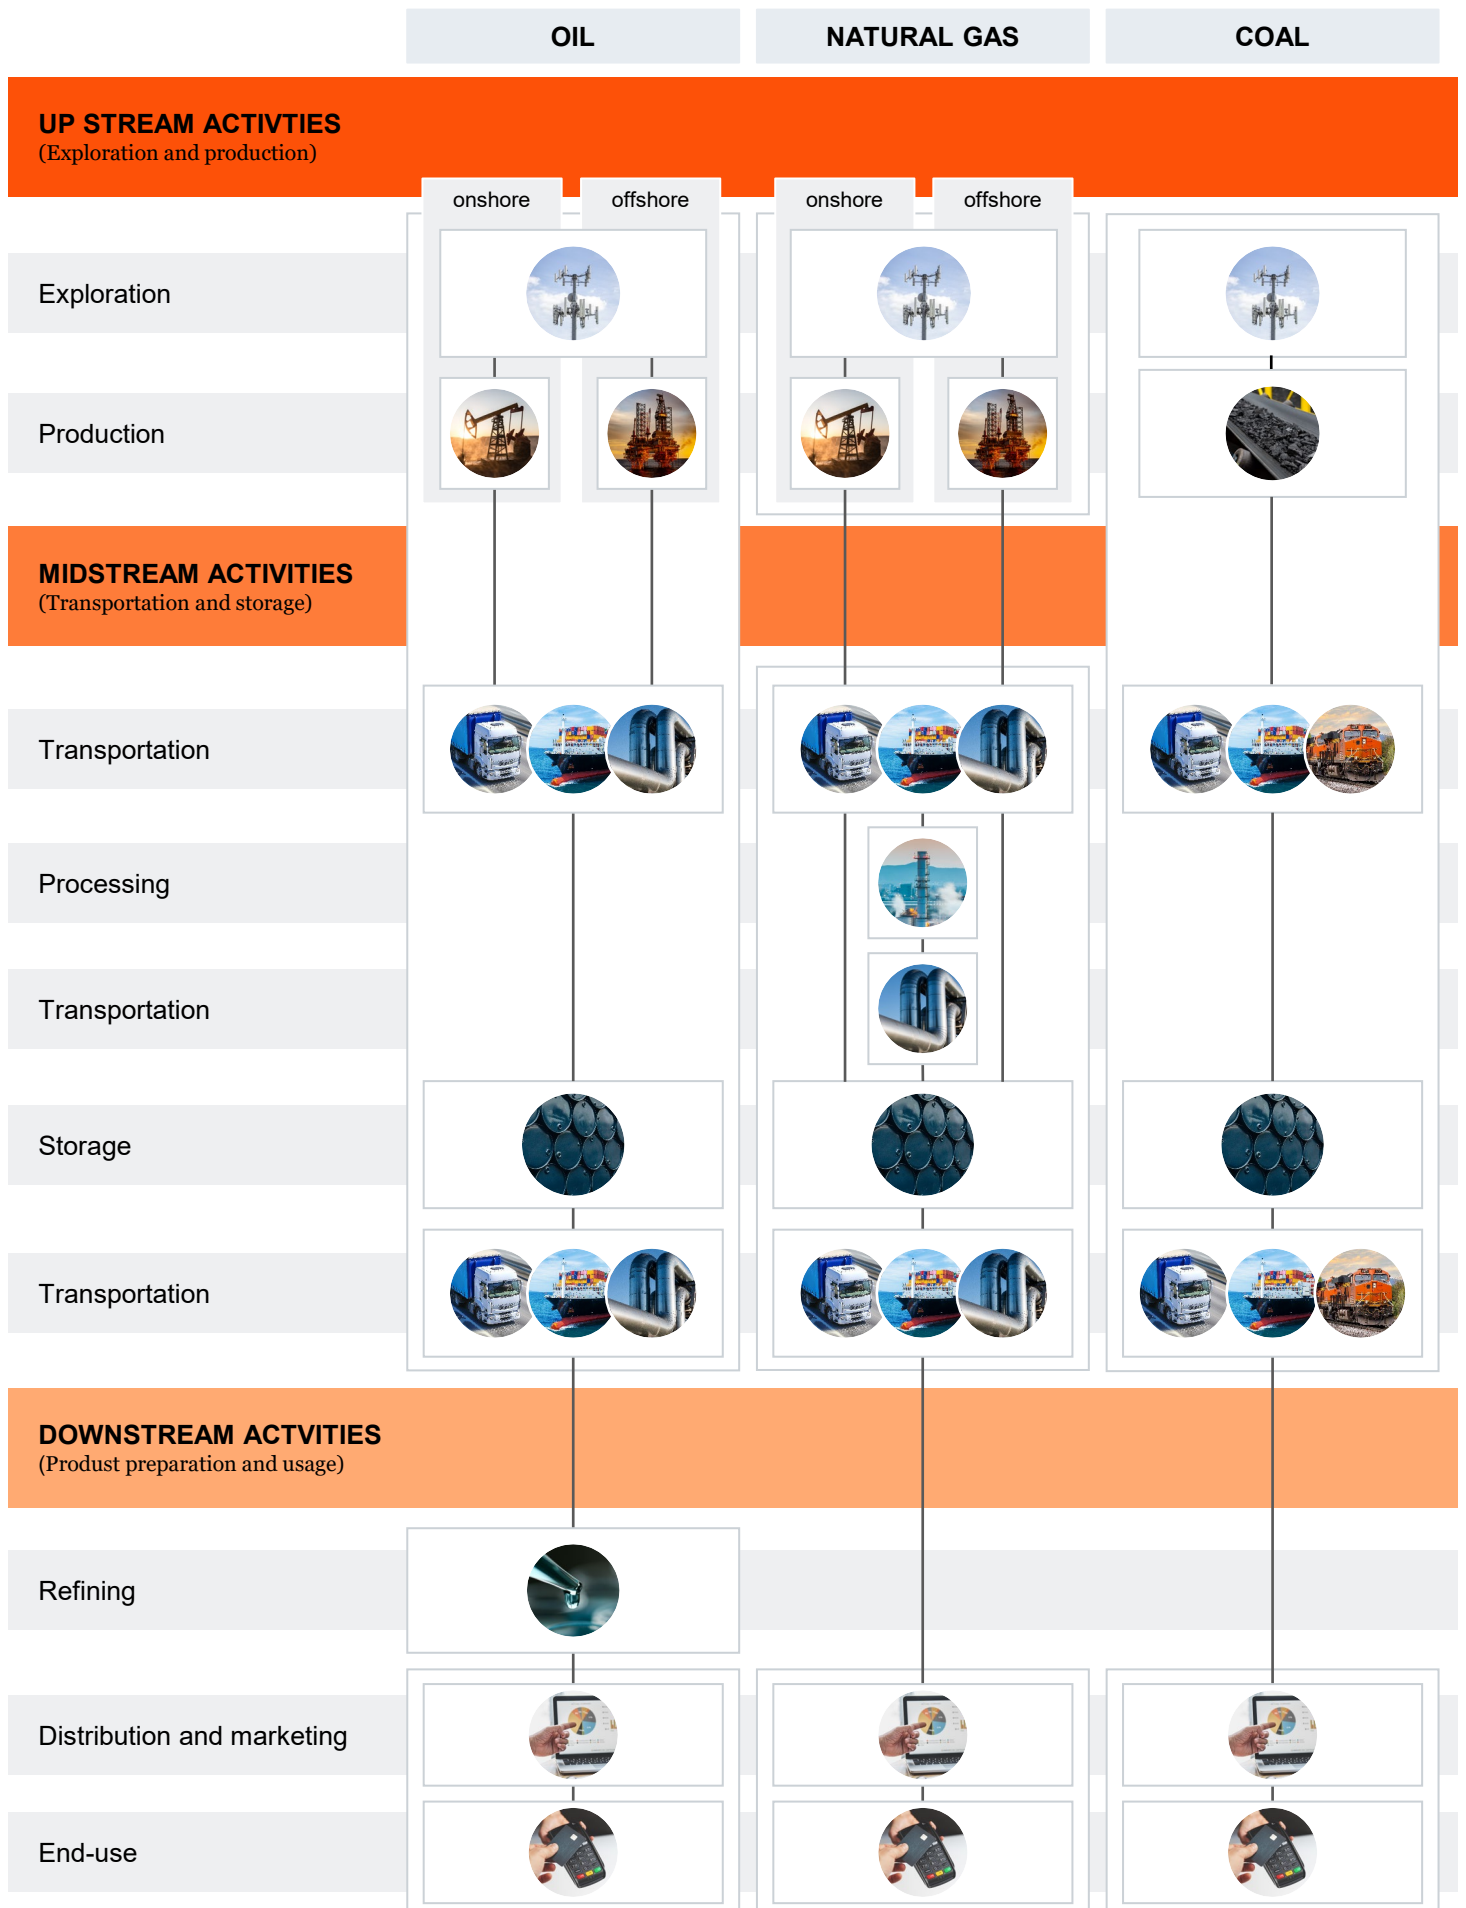 OIL
NATURAL GAS
COAL
UP STREAM ACTIVTIES
(Exploration and production)
onshore
offshore
onshore
offshore
Exploration
Production
MIDSTREAM ACTIVITIES
(Transportation and storage)
Transportation
Processing
Transportation
Storage
Transportation
DOWNSTREAM ACTVITIES
(Produst preparation and usage)
Refining
Distribution and marketing
End-use